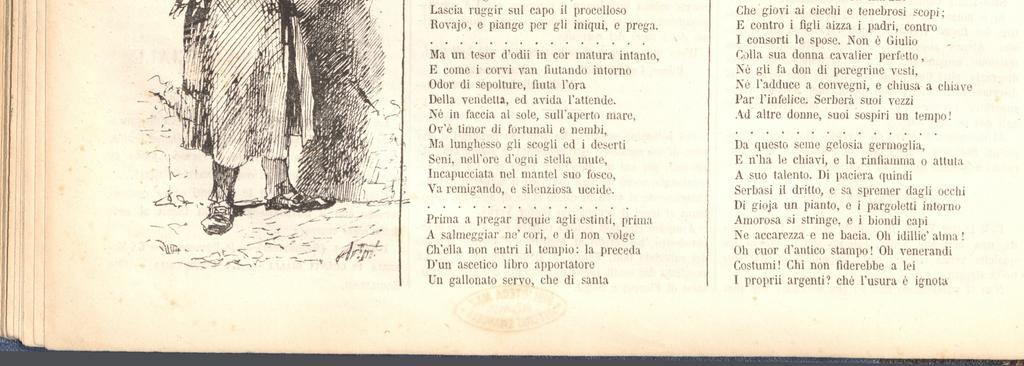 Lascia ruggir sul capo il procelloso
Rovajo, e piange per gli iniqui, e prega.
. . . . . . . . . . . . . . . .
Ma un tesor d'odii in cor matura intanto,
E come i corvi van fiutando intorno
Odor di sepolture, fiuta l'ora
Della vendetta, ed avida l'attende.
Nè in faccia al sole, sull'aperto mare,
Ov'è timor di fortunali e nembi,
Ma lunghesso gli scogli ed i deserti
Seni, nell'ore d'ogni stella mute,
Incapucciata nel mantel suo fosco,
Va remigando, e silenziosa uccide.
. . . . . . . . . . . . . . . .
Prima a pregar requie agli estinti, prima
A salmeggiar ne' cori, e di non volge
Ch'ella non entri il tempio: la preceda
D'un ascetico libro apportatore
Un gallonato servo, che di santa
Che giovi ai ciechi e tenebrosi scopi;
E contro i figli aizza i padri, contro
I consorti le spose. Non è Giulio
Colla sua donna cavalier perfetto,
Nè gli fa don di peregrine vesti,
Nè l'adduce a convegni, e chiusa a chiave
Par l'infelice. Serberà suoi vezzi
Ad altre donne, suoi sospiri un tempo!
. . . . . . . . . . . . . . .
Da questo seme gelosia germoglia,
E n'ha le chiavi, e la rinfiamma o attuta
A suo talento. Di paciera quindi
Serbasi il dritto, e sa spremer dagli occhi
Di gioja un pianto, e i pargoletti intorno
Amorosa si stringe, e i biondi capi
Ne accarezza e ne bacia. Oh idillic' alma!
Oh cuor d'antico stampo! Oh venerandi
Costumi! Chi non fiderebbe a lei
I proprii argenti? chè l'usura è ignota